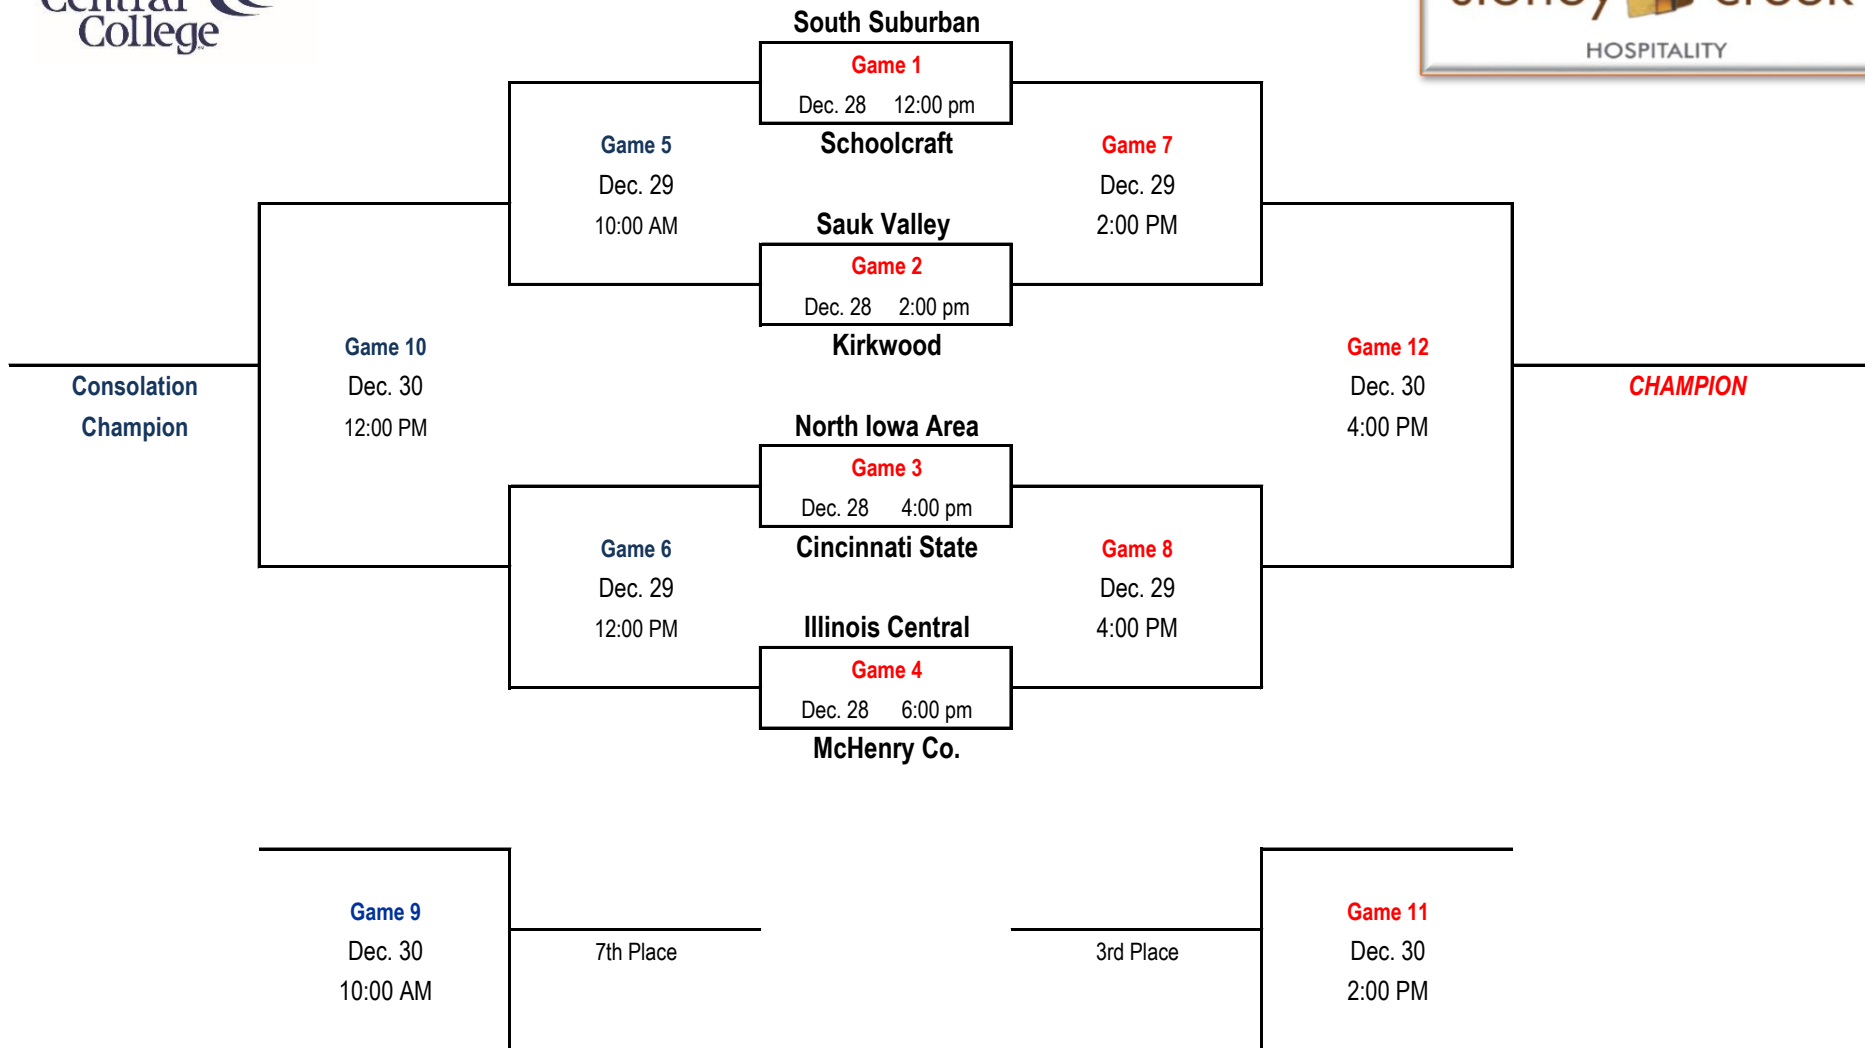 Central
College
Stoney Creek
HOSPITALITY
South Suburban
Game 1
Dec. 28 12:00 pm
Schoolcraft
Game 5
Dec. 29
10:00 AM
Game 7
Dec. 29
2:00 PM
Sauk Valley
Game 2
Dec. 28 2:00 pm
Kirkwood
Game 10
Dec. 30
12:00 PM
Consolation
Champion
Game 12
Dec. 30
4:00 PM
CHAMPION
North Iowa Area
Game 3
Dec. 28 4:00 pm
Cincinnati State
Game 6
Dec. 29
12:00 PM
Game 8
Dec. 29
4:00 PM
Illinois Central
Game 4
Dec. 28 6:00 pm
McHenry Co.
Game 9
Dec. 30
10:00 AM
7th Place
3rd Place
Game 11
Dec. 30
2:00 PM